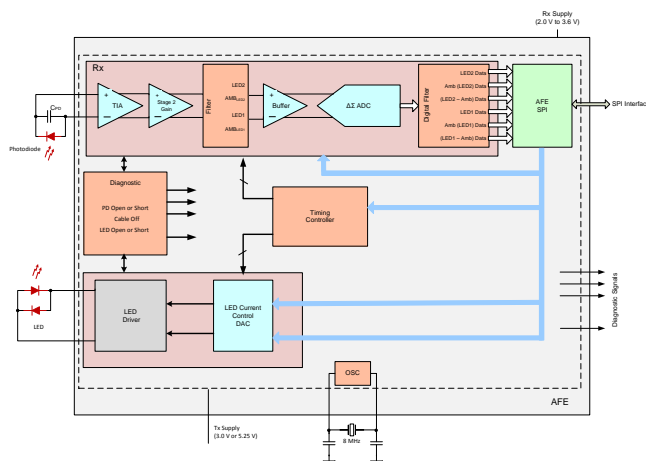 Rx Supply
(2.0 V to 3.6 V)
Rx
CPD
Photodiode
TIA
Stage 2
Gain
Filter
LED2
AMB
LED1
AMB
Buffer
ΔΣ ADC
Digital Filter
LED2 Data
Amb (LED2) Data
(LED2 – Amb) Data
LED1 Data
Amb (LED1) Data
(LED1 – Amb) Data
AFE
SPI
SPI Interfac
Diagnostic
PD Open or Short
Cable Off
LED Open or Short
Timing
Controller
LED
LED
Driver
LED Current
Control
DAC
Diagnostic Signals
OSC
AFE
Tx Supply
(3.0 V or 5.25 V)
8 MHz